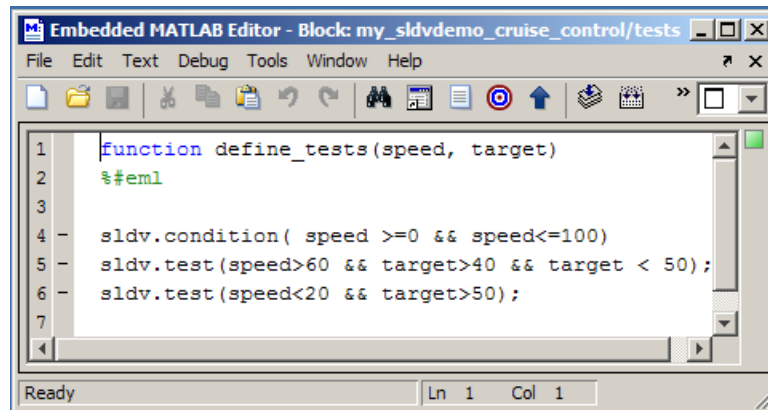 Embedded MATLAB Editor - Block: my_sldvdemo_cruise_control/tests
File Edit Text Debug Tools Window Help
1 function define_tests(speed, target)
2 %#eml
3
4 - sldv.condition( speed >=0 && speed<=100)
5 - sldv.test(speed>60 && target>40 && target < 50);
6 - sldv.test(speed<20 && target>50);
7
Ready Ln 1 Col 1